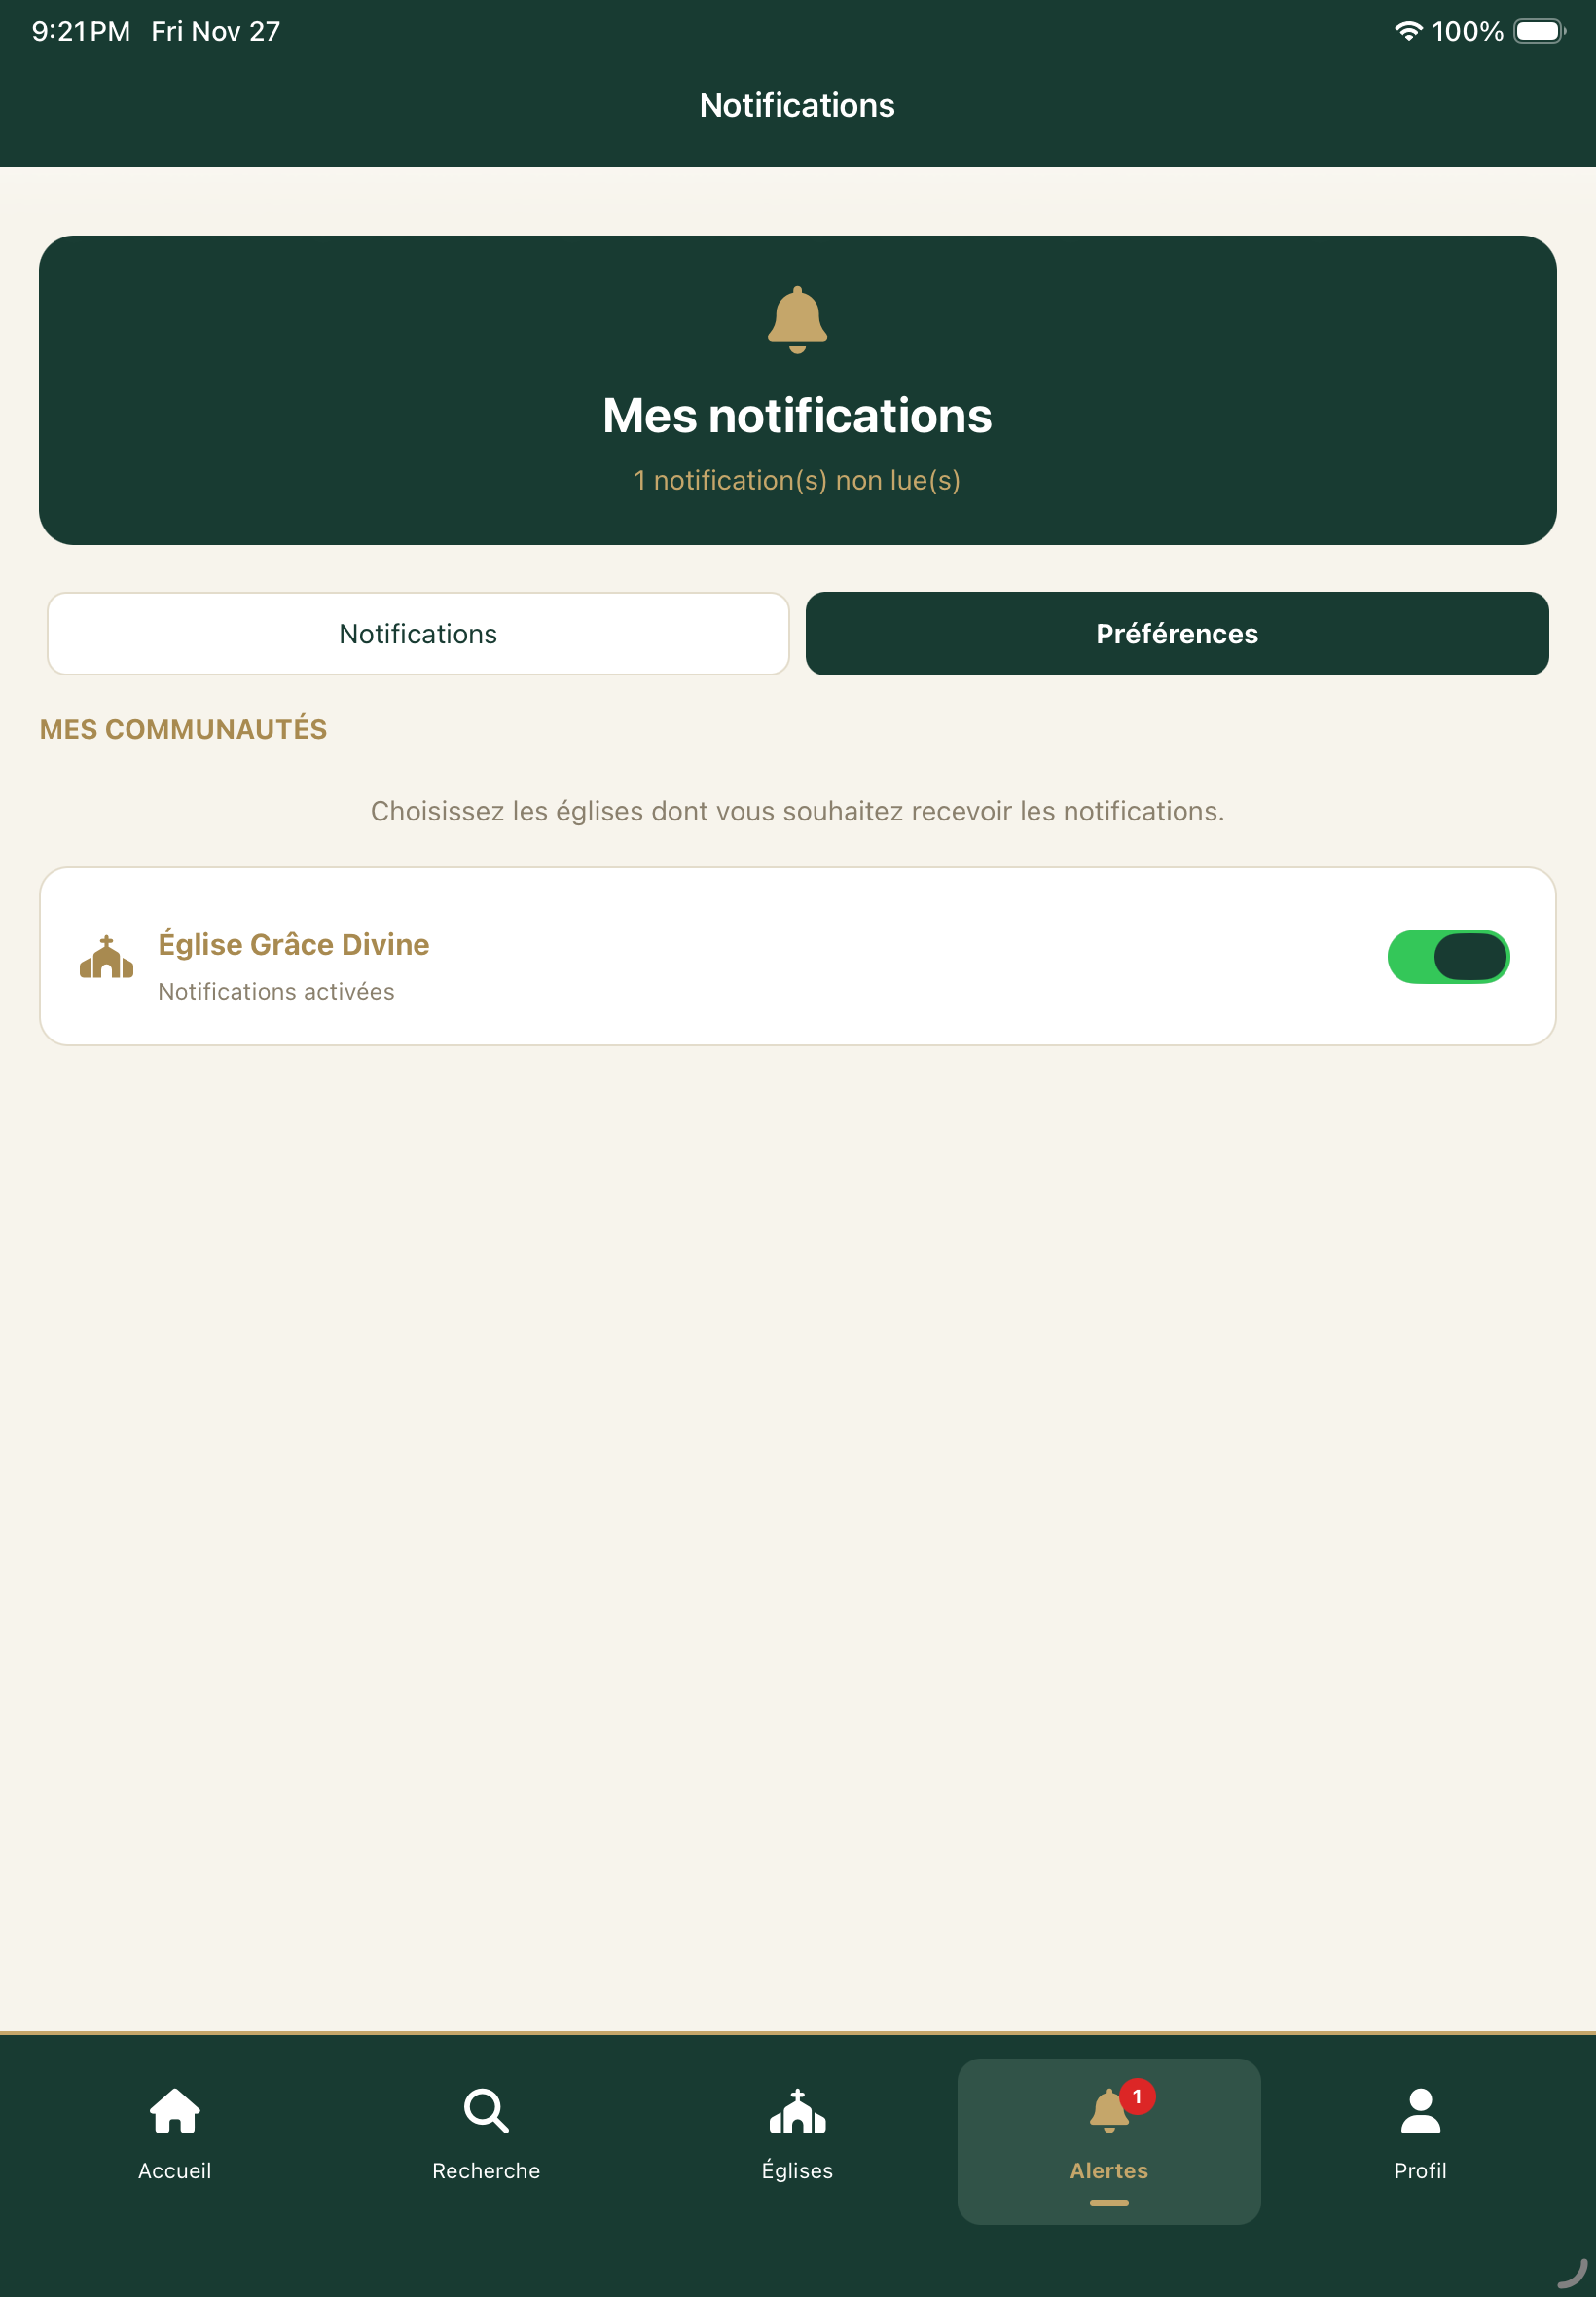 9:21 PM Fri Nov 27
100%
Notifications
Mes notifications
1 notification(s) non lue(s)
Notifications
Préférences
MES COMMUNAUTÉS
Choisissez les églises dont vous souhaitez recevoir les notifications.
Église Grâce Divine
Notifications activées
1
Accueil
Recherche
Églises
Alertes
Profil